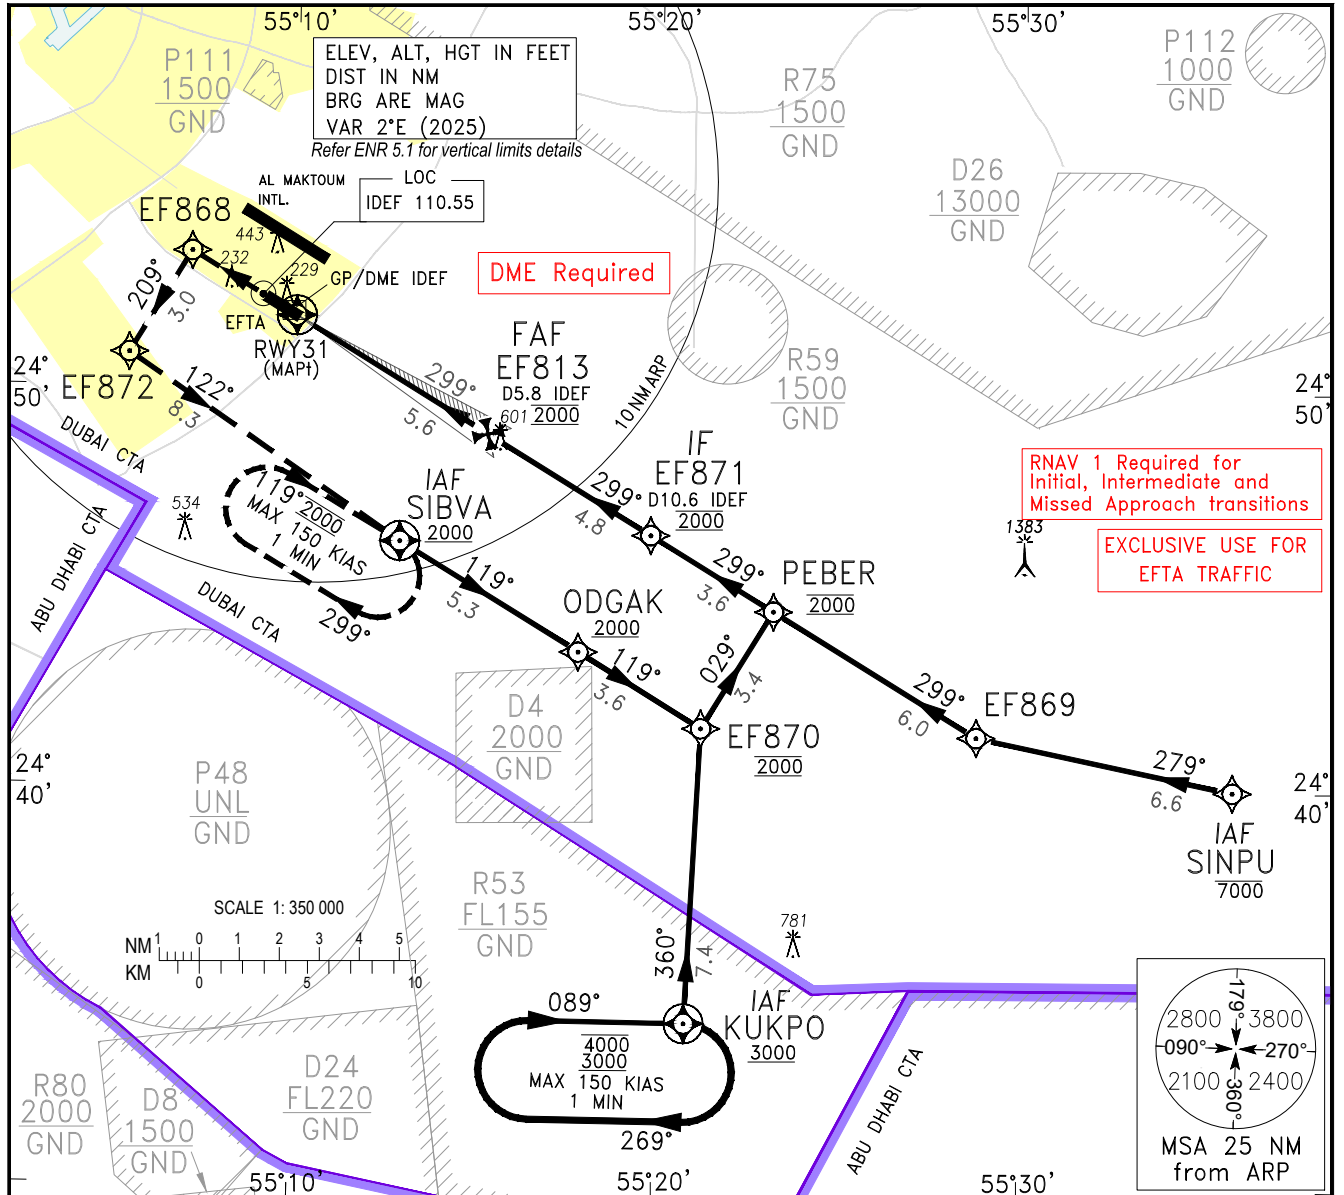 55°10'
55°20'
55°30'
P111
1500
GND
ELEV, ALT, HGT IN FEET
DIST IN NM
BRG ARE MAG
VAR 2°E (2025)
Refer ENR 5.1 for vertical limits details
R75
1500
GND
P112
1000
GND
D26
13000
GND
AL MAKTOUM
INTL.
LOC
IDEF 110.55
EF868
443
232
229
GP/DME IDEF
DME Required
209°
3.0
EFTA
RWY31
(MAPt)
FAF
EF813
D5.8 IDEF
2000
601
299°
5.6
10 NM ARP
R59
1500
GND
24°
50'
24°
50'
EF872
122°
8.3
DUBAI CTA
IF
EF871
D10.6 IDEF
2000
299°
4.8
RNAV 1 Required for
Initial, Intermediate and
Missed Approach transitions
1383
EXCLUSIVE USE FOR
EFTA TRAFFIC
IAF
SIBVA
2000
119°
2000
MAX 150 KIAS
1 MIN
299°
534
ABU DHABI CTA
DUBAI CTA
119°
5.3
ODGAK
2000
299°
3.6
PEBER
2000
119°
3.6
029°
3.4
EF870
2000
299°
6.0
EF869
279°
6.6
IAF
SINPU
7000
D4
2000
GND
24°
40'
24°
40'
P48
UNL
GND
R53
FL155
GND
SCALE 1: 350 000
NM 1 0 1 2 3 4 5
KM 0 5 10
781
360°
7.4
089°
IAF
KUKPO
3000
4000
3000
MAX 150 KIAS
1 MIN
269°
ABU DHABI CTA
R80
2000
GND
D8
1500
GND
D24
FL220
GND
179°
2800 3800
090° 270°
2100 2400
360°
MSA 25 NM
from ARP
55°10'
55°20'
55°30'